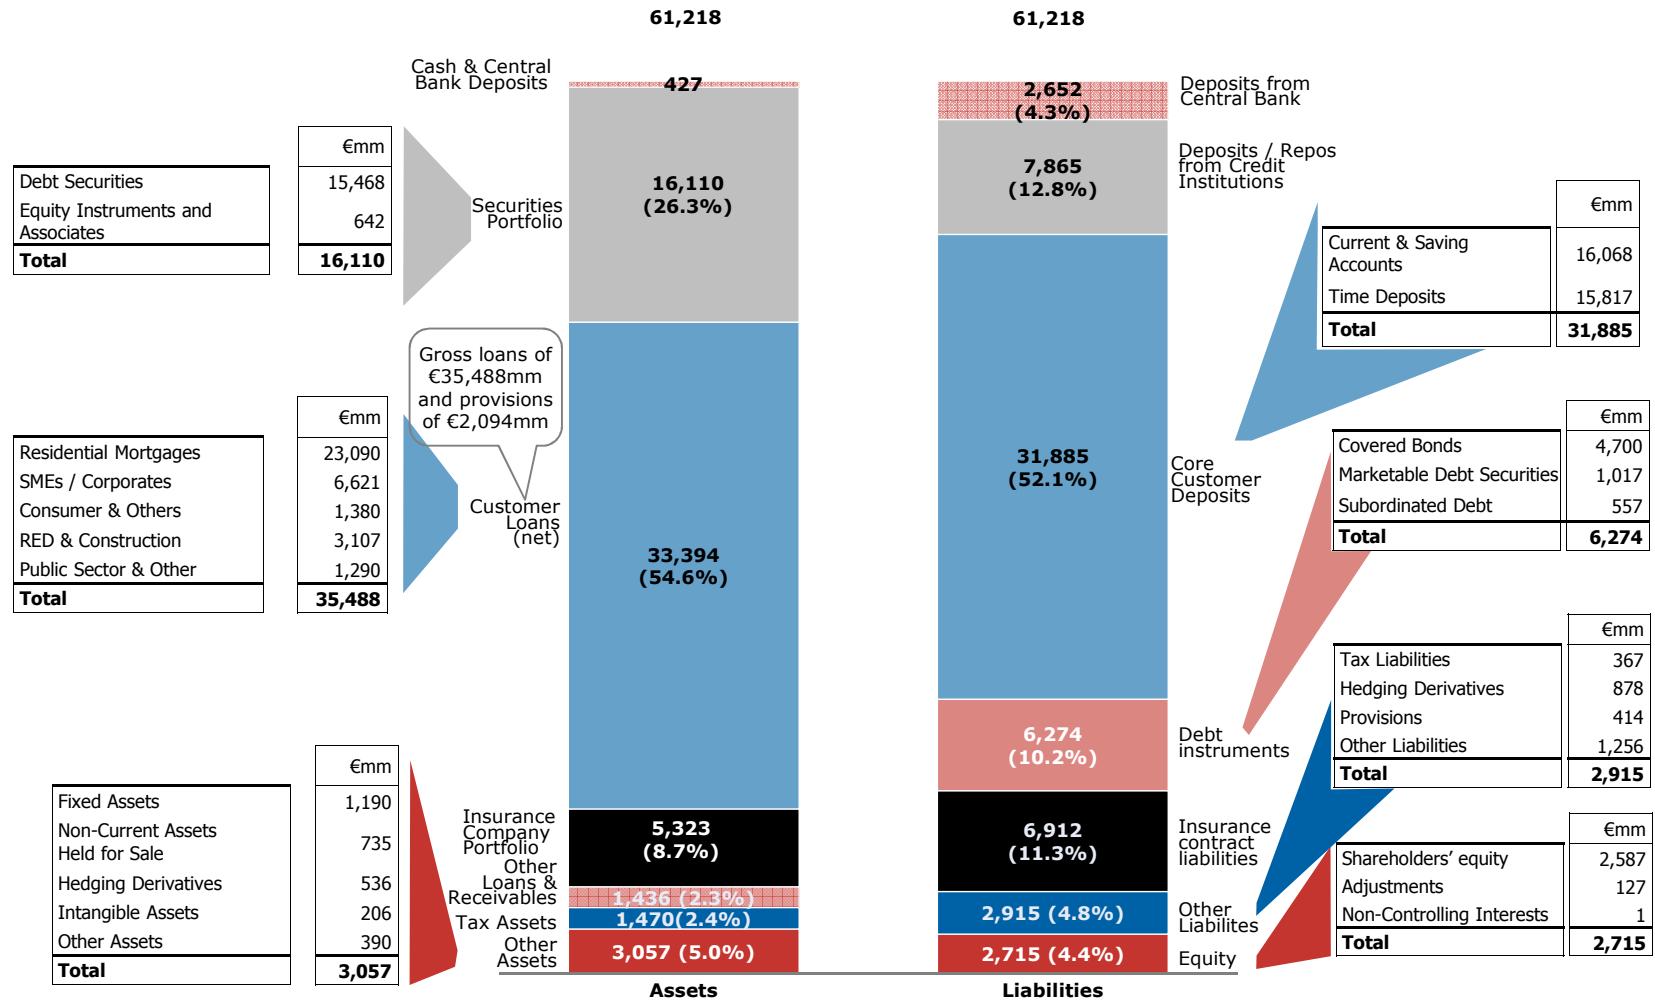 61,218
61,218
Cash & Central
Bank Deposits
427
2,652
(4.3%)
Deposits from
Central Bank
€mm
Debt Securities 15,468
Equity Instruments and
Associates 642
Total 16,110
Securities
Portfolio
16,110
(26.3%)
7,865
(12.8%)
Deposits / Repos
from Credit
Institutions
€mm
Current & Saving
Accounts 16,068
Time Deposits 15,817
Total 31,885
Gross loans of
€35,488mm
and provisions
of €2,094mm
€mm
Residential Mortgages 23,090
SMEs / Corporates 6,621
Consumer & Others 1,380
RED & Construction 3,107
Public Sector & Other 1,290
Total 35,488
Customer
Loans
(net)
33,394
(54.6%)
31,885
(52.1%)
Core
Customer
Deposits
€mm
Covered Bonds 4,700
Marketable Debt Securities 1,017
Subordinated Debt 557
Total 6,274
6,274
(10.2%)
Debt
instruments
€mm
Tax Liabilities 367
Hedging Derivatives 878
Provisions 414
Other Liabilities 1,256
Total 2,915
€mm
Fixed Assets 1,190
Non-Current Assets
Held for Sale 735
Hedging Derivatives 536
Intangible Assets 206
Other Assets 390
Total 3,057
Insurance
Company
Portfolio
5,323
(8.7%)
Other
Loans &
Receivables
1,436 (2.3%)
Tax Assets
1,470(2.4%)
Other
Assets
3,057 (5.0%)
6,912
(11.3%)
Insurance
contract
liabilities
2,915 (4.8%)
Other
Liabilites
2,715 (4.4%)
Equity
€mm
Shareholders’ equity 2,587
Adjustments 127
Non-Controlling Interests 1
Total 2,715
Assets
Liabilities